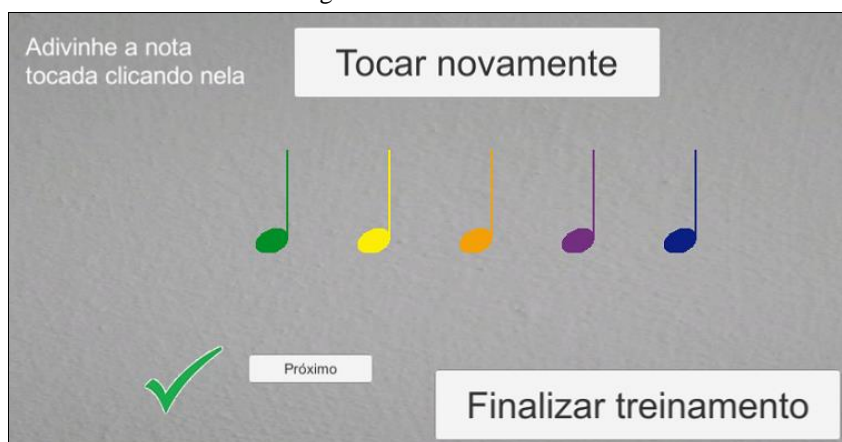 Adivinhe a nota
tocada clicando nela
Tocar novamente
Próximo
Finalizar treinamento